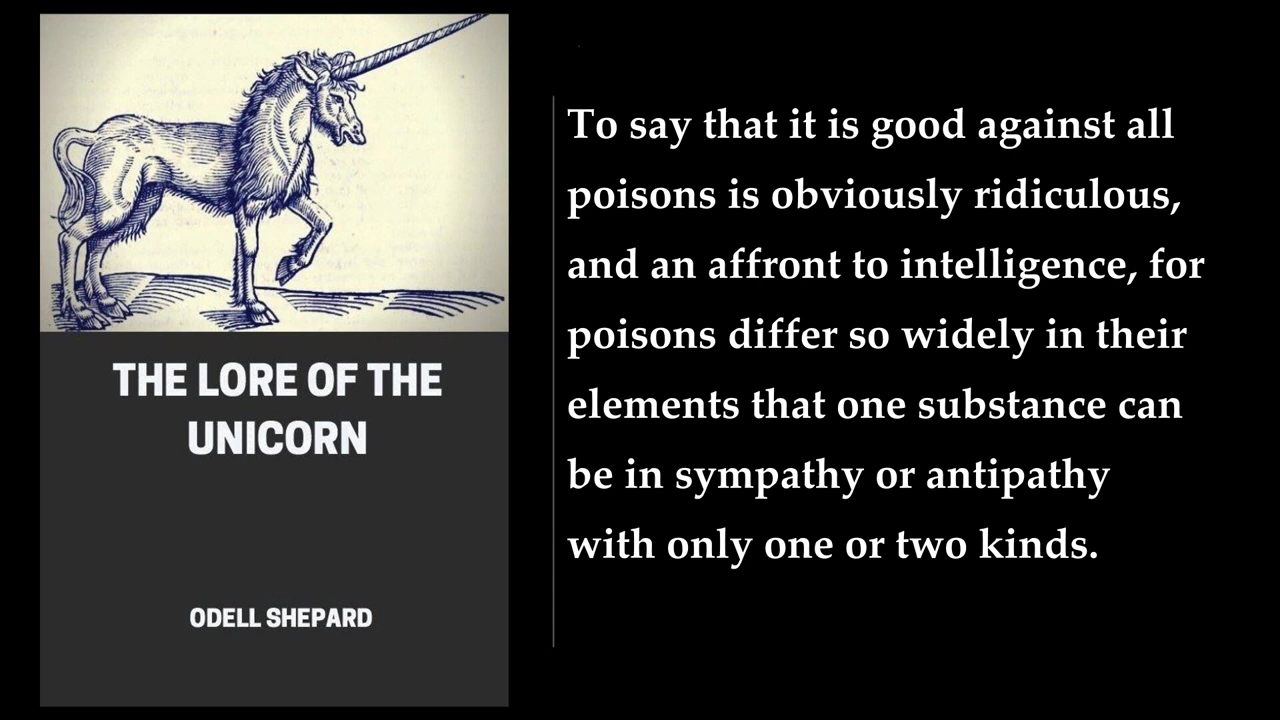 THE LORE OF THE
UNICORN
ODELL SHEPARD
To say that it is good against all
poisons is obviously ridiculous,
and an affront to intelligence, for
poisons differ so widely in their
elements that one substance can
be in sympathy or antipathy
with only one or two kinds.